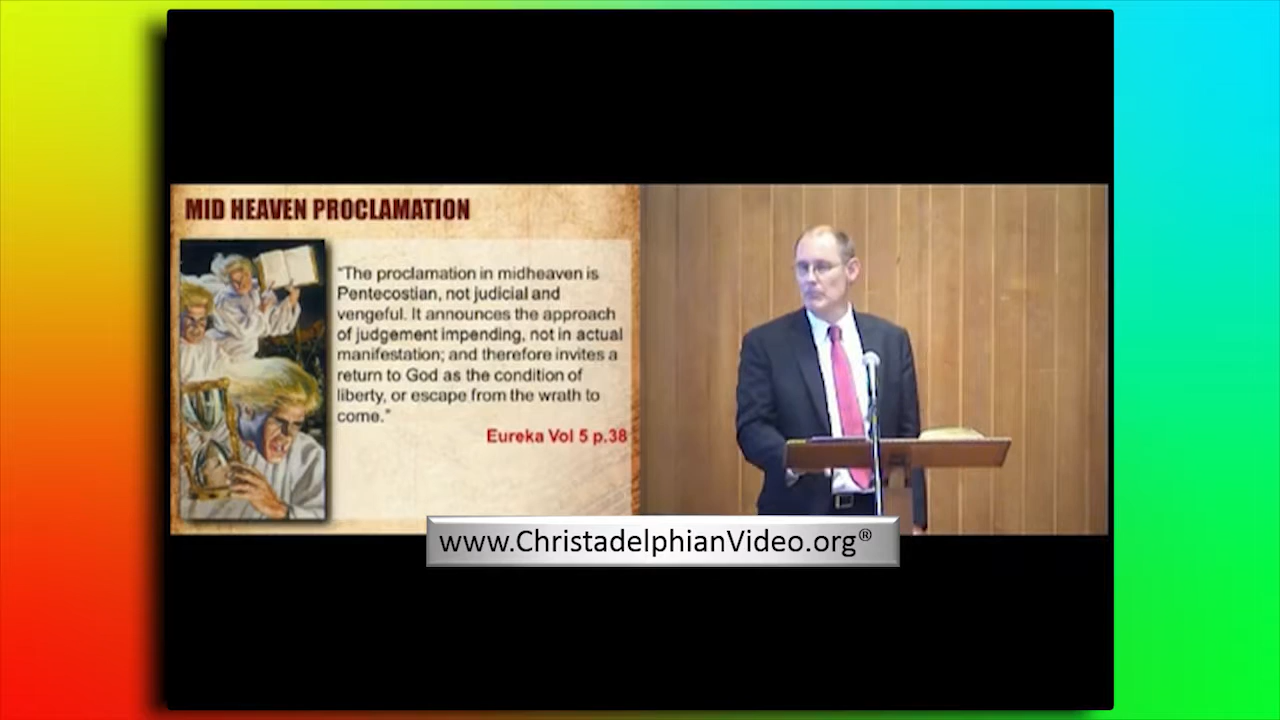 MID HEAVEN PROCLAMATION
"The proclamation in midheaven is
Pentecostian, not judicial and
vengeful. It announces the approach
of judgement impending, not in actual
manifestation; and therefore invites a
return to God as the condition of
liberty, or escape from the wrath to
come."
Eureka Vol 5 p.38
www.ChristadelphianVideo.org®